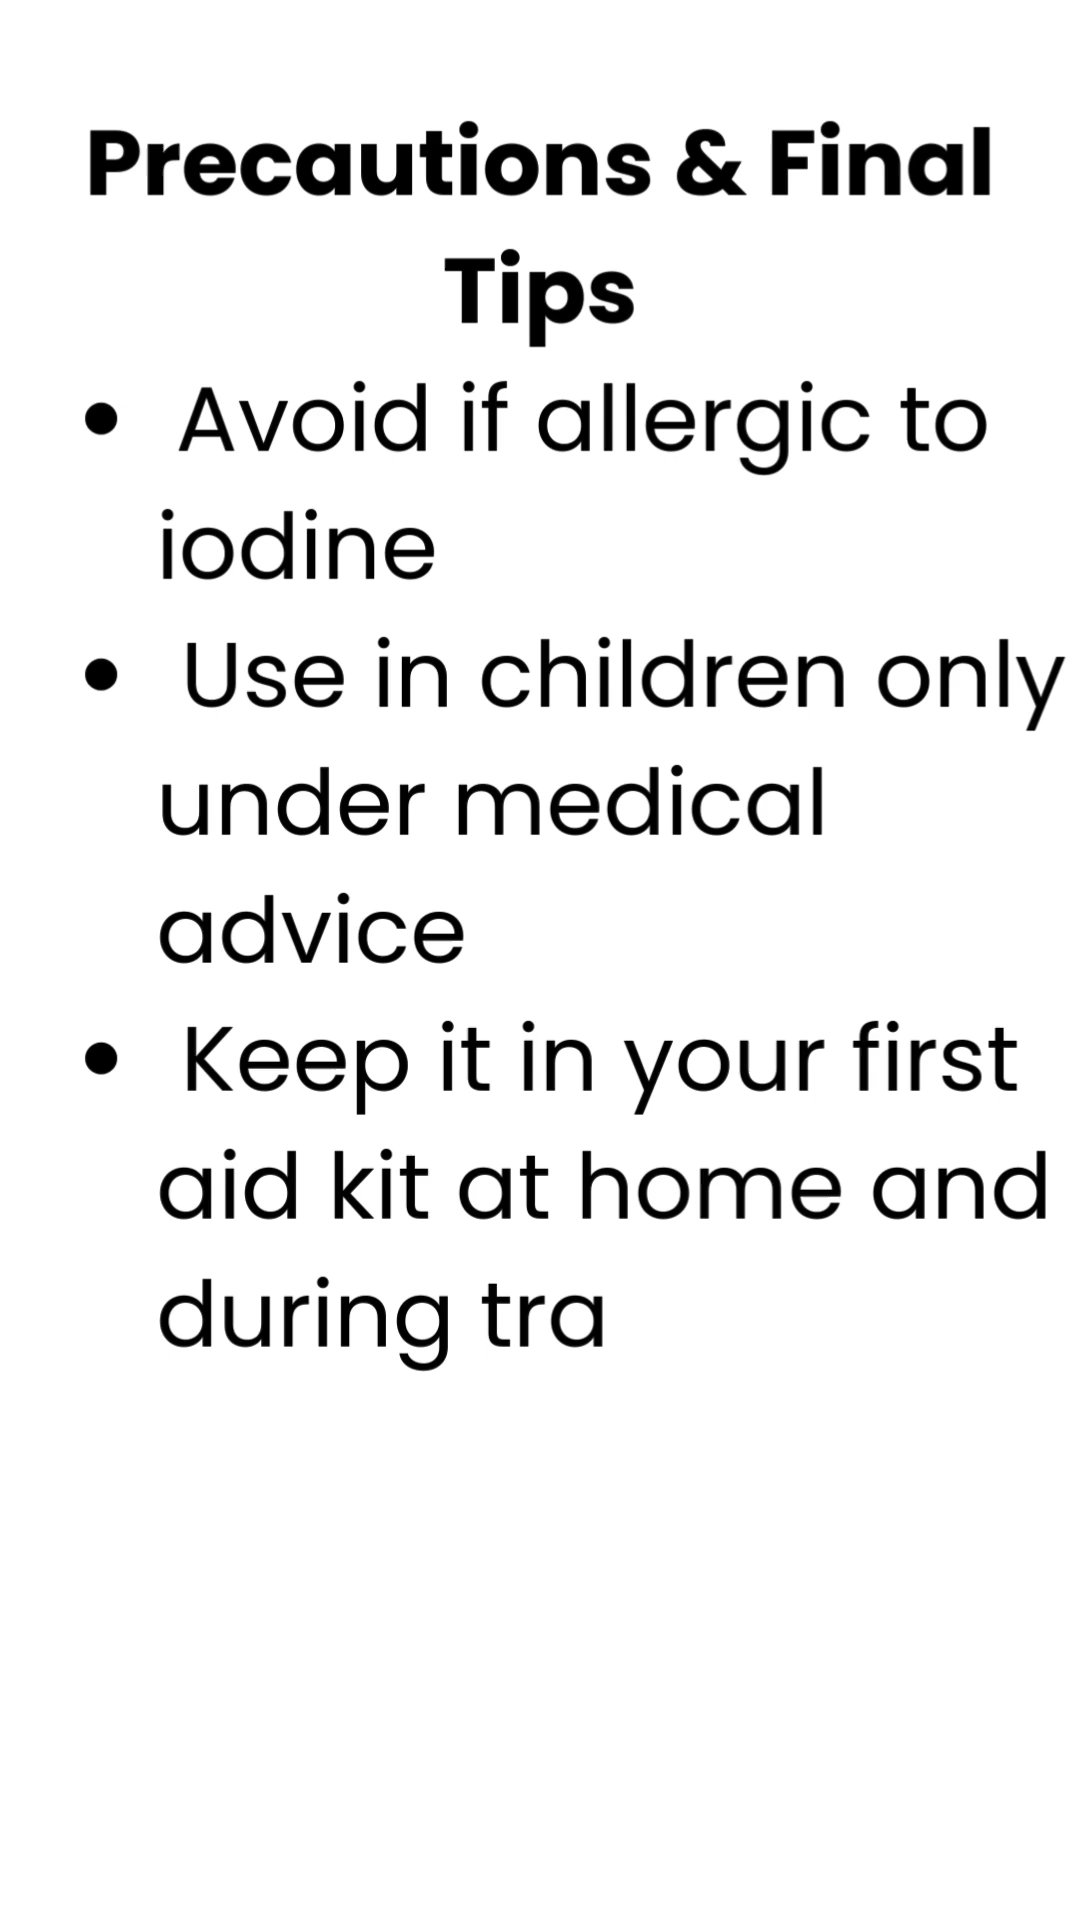 Precautions & Final
Tips
• Avoid if allergic to
iodine
• Use in children only
under medical
advice
• Keep it in your first
aid kit at home and
during tra